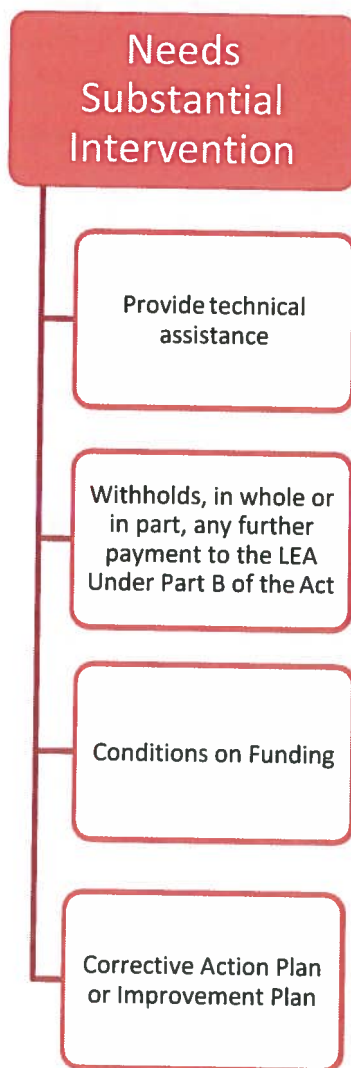 Needs
Substantial
Intervention
Provide technical
assistance
Withholds, in whole or
in part, any further
payment to the LEA
Under Part B of the Act
Conditions on Funding
Corrective Action Plan
or Improvement Plan